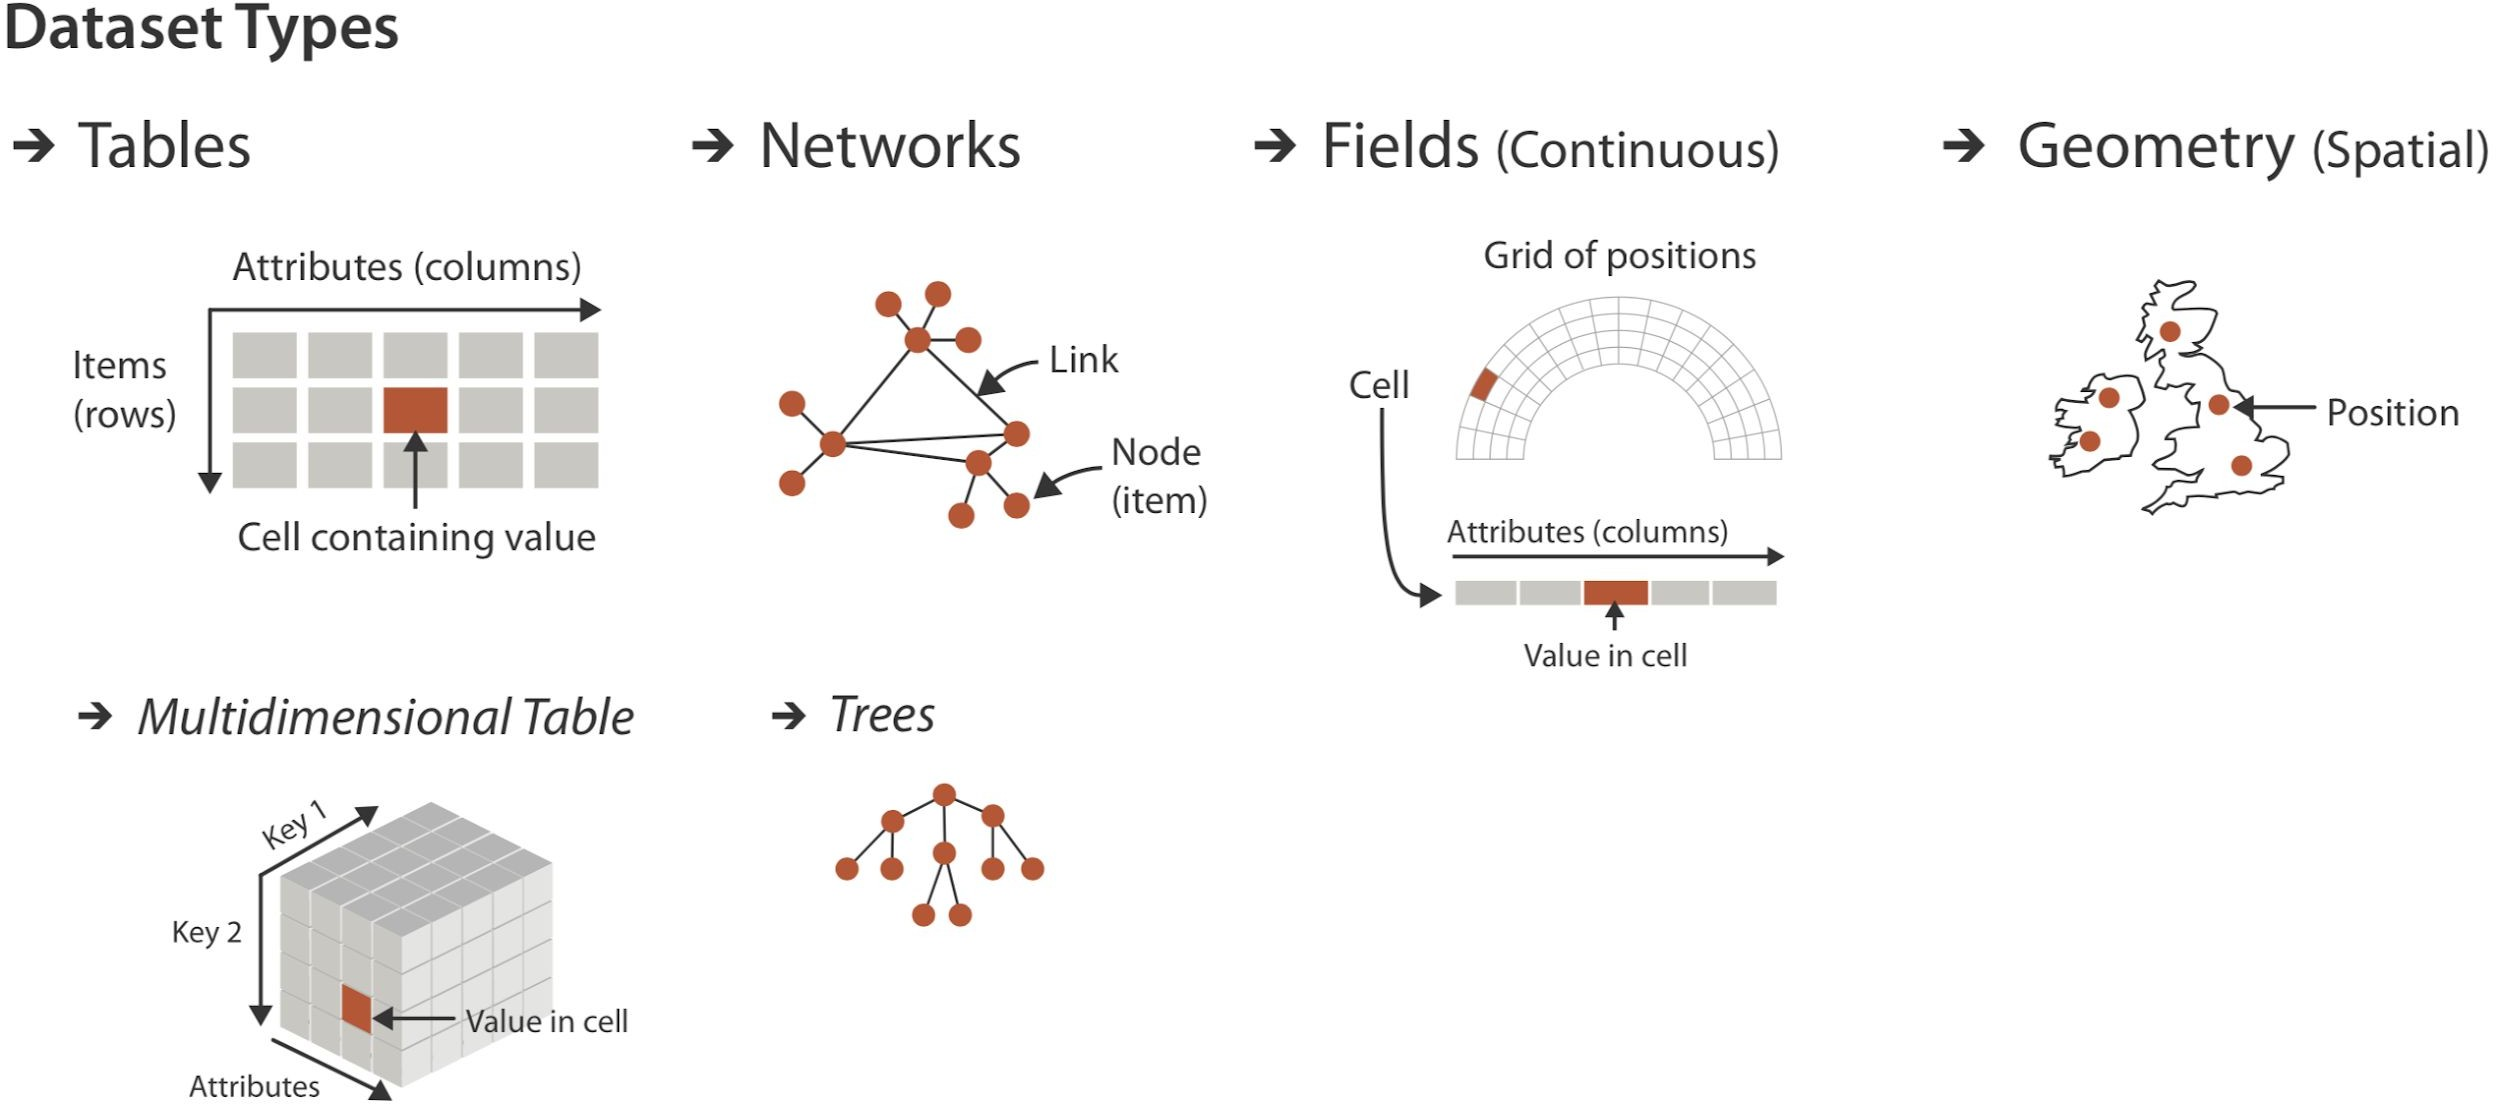 Dataset Types
→ Tables
→ Networks
→ Fields (Continuous)
→ Geometry (Spatial)
Attributes (columns)
Items
(rows)
Cell containing value
Link
Node
(item)
Grid of positions
Cell
Attributes (columns)
Value in cell
Position
→ Multidimensional Table
Key 1
Key 2
Value in cell
Attributes
→ Trees